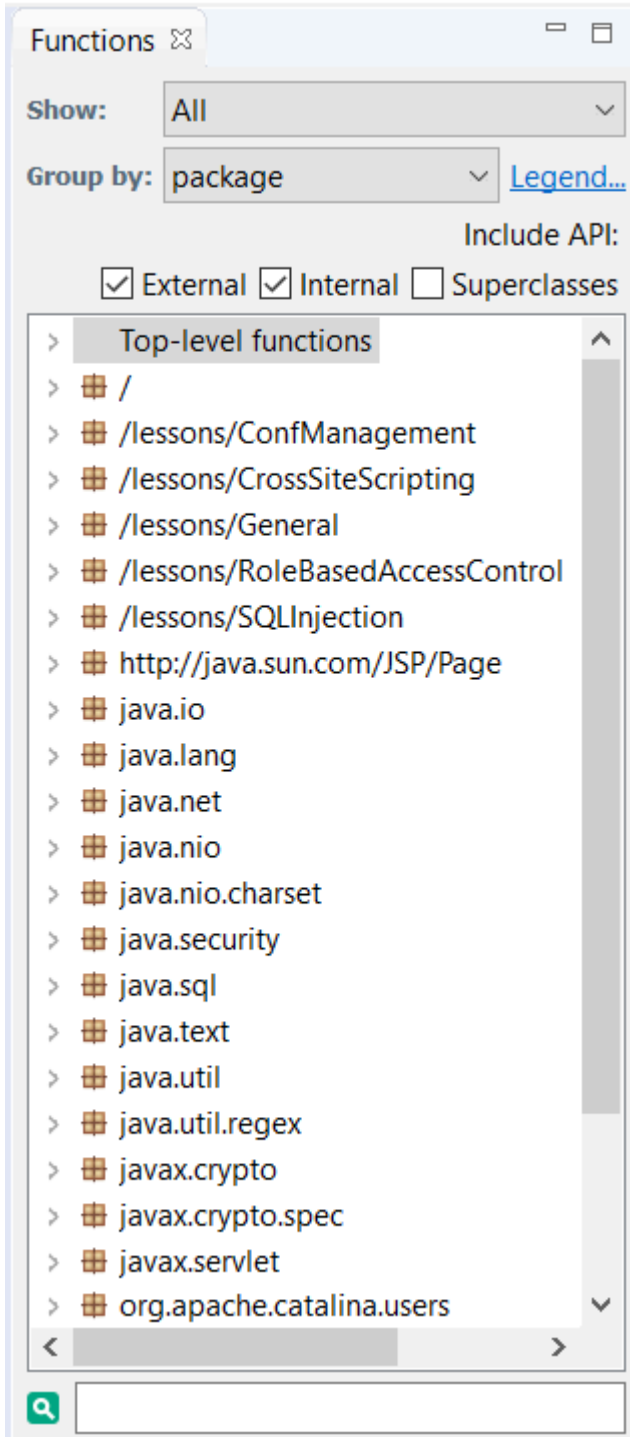 Functions
Show: All
Group by: package Legend...
Include API:
External Internal Superclasses
Top-level functions
/
/lessons/ConfManagement
/lessons/CrossSiteScripting
/lessons/General
/lessons/RoleBasedAccessControl
/lessons/SQLInjection
http://java.sun.com/JSP/Page
java.io
java.lang
java.net
java.nio
java.nio.charset
java.security
java.sql
java.text
java.util
java.util.regex
javax.crypto
javax.crypto.spec
javax.servlet
org.apache.catalina.users